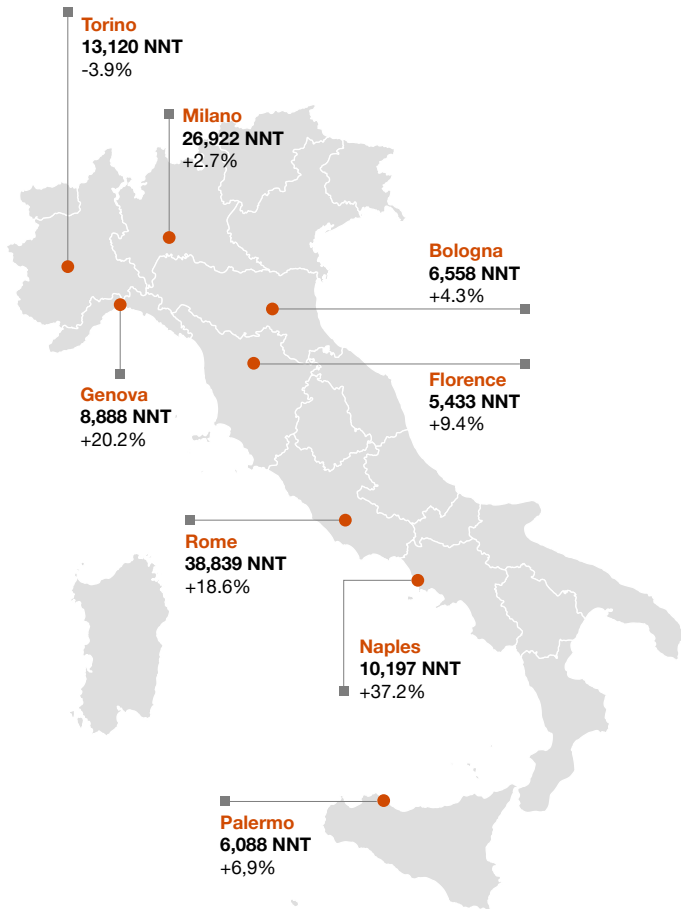 Torino
13,120 NNT
-3.9%
Milano
26,922 NNT
+2.7%
Bologna
6,558 NNT
+4.3%
Florence
5,433 NNT
+9.4%
Genova
8,888 NNT
+20.2%
Rome
38,839 NNT
+18.6%
Naples
10,197 NNT
+37.2%
Palermo
6,088 NNT
+6,9%